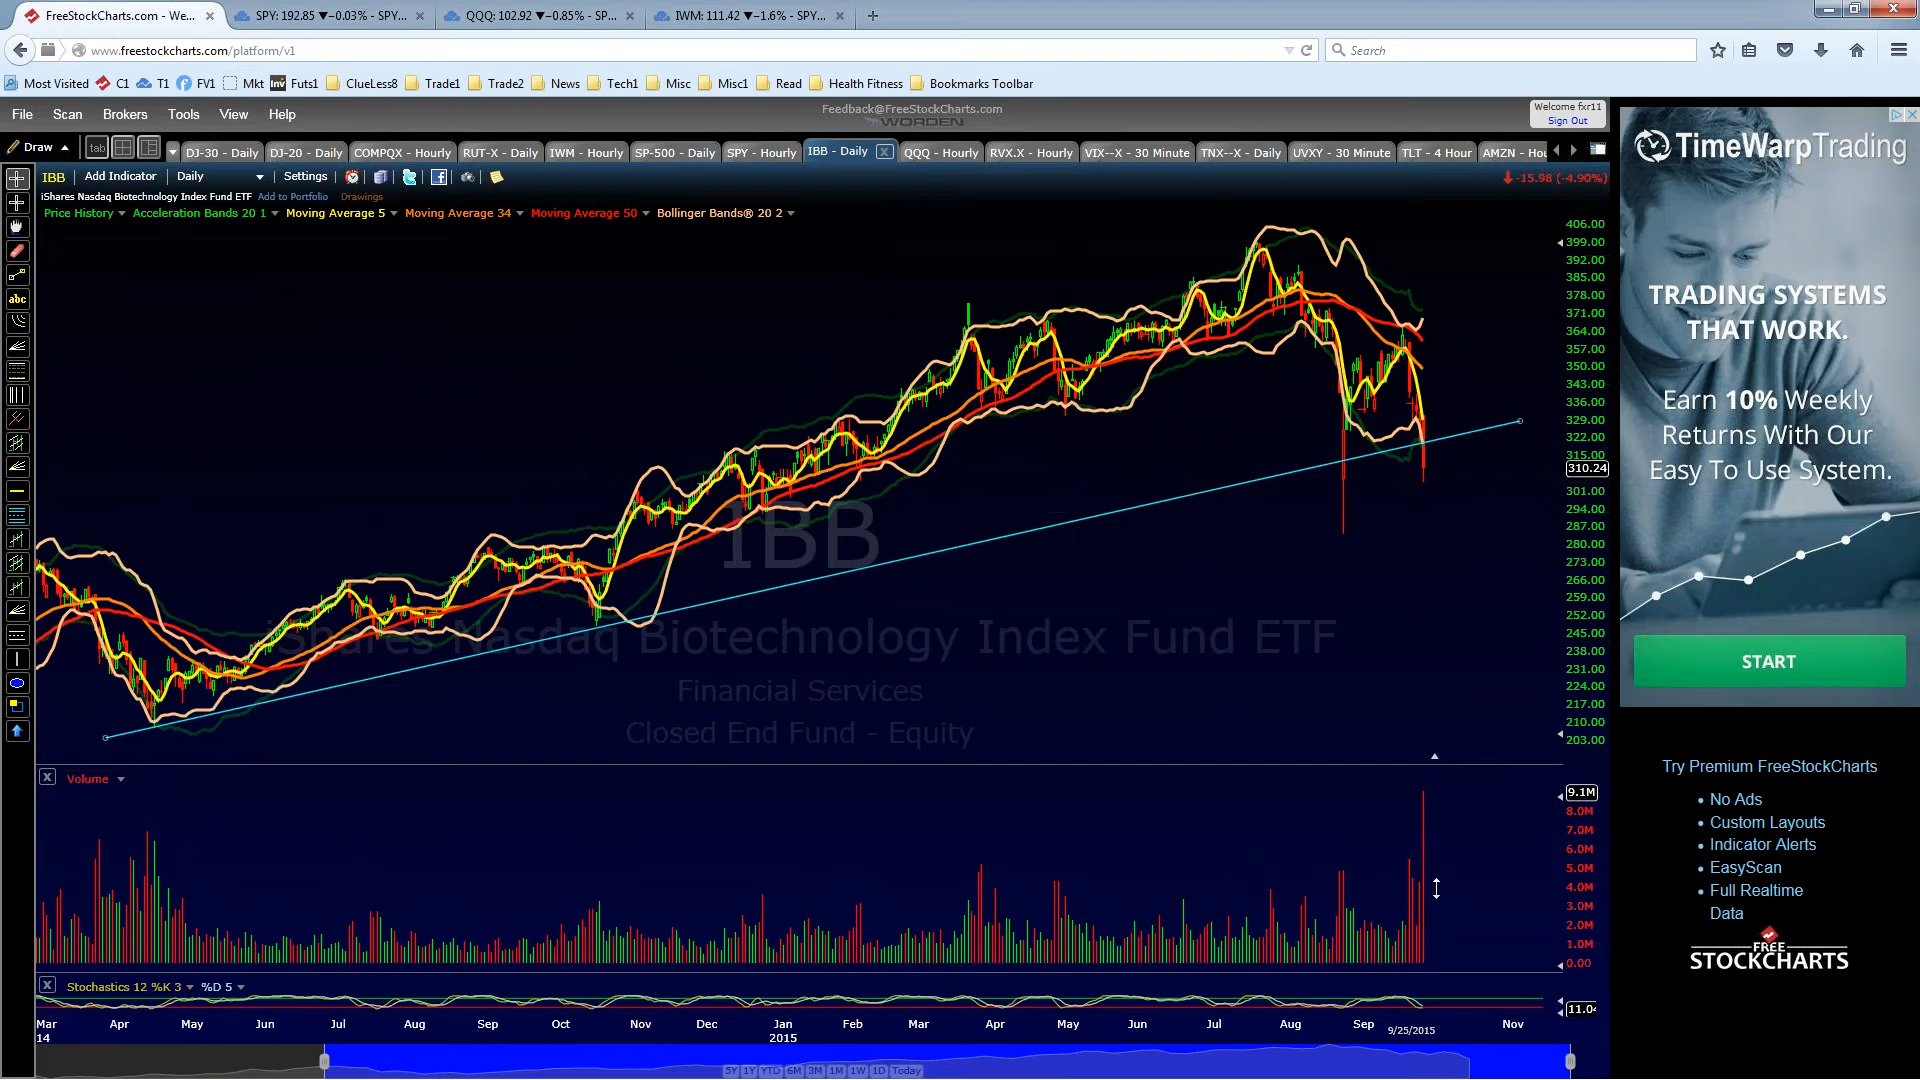 FreeStockCharts.com - We...
SPY: 192.85 ▼−0.03% - SPY...
QQQ: 102.92 ▼−0.85% - SP...
IWM: 111.42 ▼−1.6% - SPY...
www.freestockcharts.com/platform/v1
Search
Most Visited C1 T1 FV1 Mkt Inv Futs1 ClueLess8 Trade1 Trade2 News Tech1 Misc Misc1 Read Health Fitness Bookmarks Toolbar
File Scan Brokers Tools View Help
Feedback@FreeStockCharts.com
WORDEN
Welcome fxr11
Sign Out
Draw tab
DJ-30 - Daily DJ-20 - Daily COMPQX - Hourly RUT-X - Daily IWM - Hourly SP-500 - Daily SPY - Hourly IBB - Daily QQQ - Hourly RVX.X - Hourly VIX--X - 30 Minute TNX--X - Daily UVXY - 30 Minute TLT - 4 Hour AMZN - Hou
IBB Add Indicator Daily Settings
-15.98 (-4.90%)
iShares Nasdaq Biotechnology Index Fund ETF Add to Portfolio Drawings
Price History Acceleration Bands 20 1 Moving Average 5 Moving Average 34 Moving Average 50 Bollinger Bands® 20 2
abc
406.00
399.00
392.00
385.00
378.00
371.00
364.00
357.00
350.00
343.00
336.00
329.00
322.00
315.00
310.24
301.00
294.00
287.00
280.00
273.00
266.00
259.00
252.00
245.00
238.00
231.00
224.00
217.00
210.00
203.00
IBB
iShares Nasdaq Biotechnology Index Fund ETF
Financial Services
Closed End Fund - Equity
X Volume
9.1M
8.0M
7.0M
6.0M
5.0M
4.0M
3.0M
2.0M
1.0M
0.00
X Stochastics 12 %K 3 %D 5
11.04
Mar Apr May Jun Jul Aug Sep Oct Nov Dec Jan Feb Mar Apr May Jun Jul Aug Sep 9/25/2015 Nov
14 2015
5Y 1Y YTD 6M 3M 1M 1W 1D Today
TimeWarpTrading
TRADING SYSTEMS
THAT WORK.
Earn 10% Weekly
Returns With Our
Easy To Use System.
START
Try Premium FreeStockCharts
• No Ads
• Custom Layouts
• Indicator Alerts
• EasyScan
• Full Realtime
Data
FREE
STOCKCHARTS